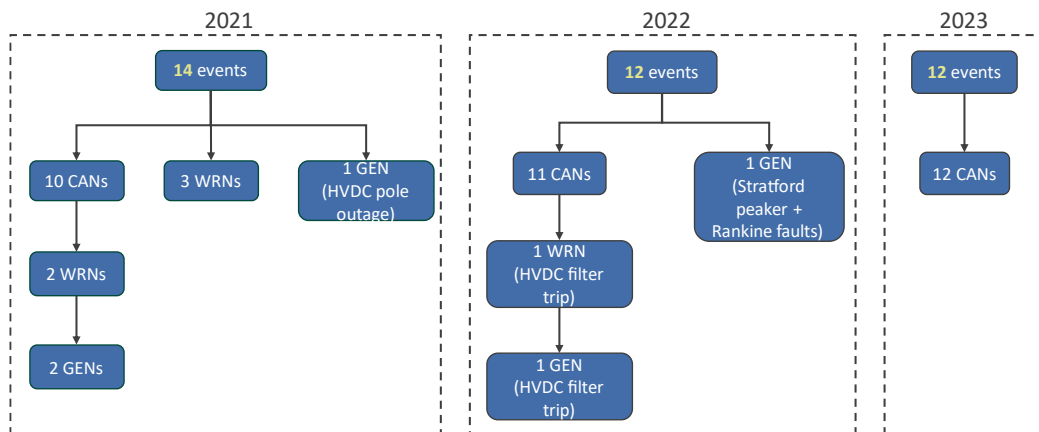 2021
14 events
10 CANs
3 WRNs
1 GEN
(HVDC pole
outage)
2 WRNs
2 GENs
2022
12 events
11 CANs
1 GEN
(Stratford
peaker +
Rankine faults)
1 WRN
(HVDC filter
trip)
1 GEN
(HVDC filter
trip)
2023
12 events
12 CANs